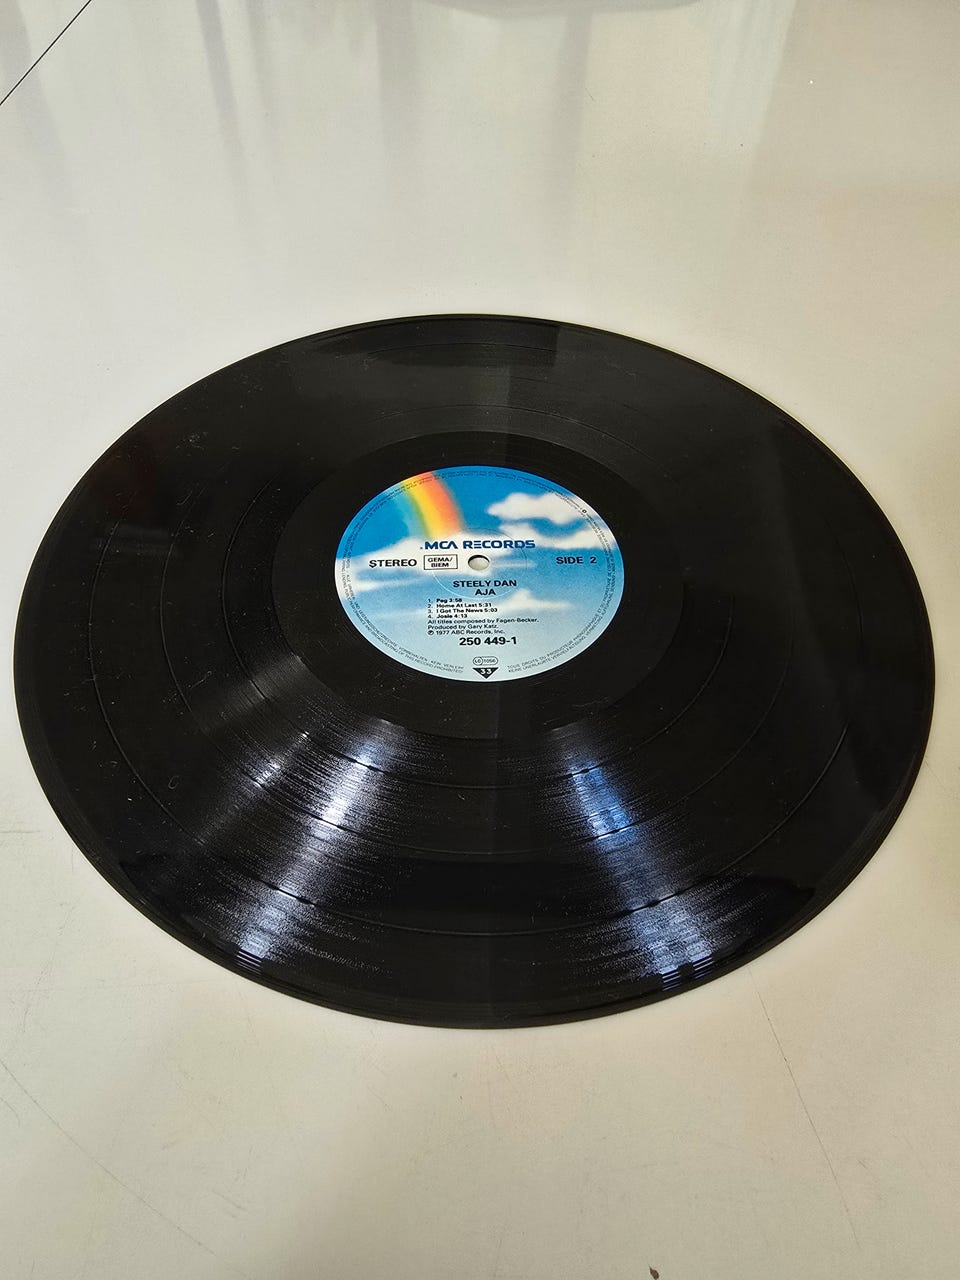 MCA RECORDS
STEREO GEMA/ BIEM SIDE 2
STEELY DAN
AJA
1. Peg 3:58
2. Home At Last 5:31
3. I Got The News 5:03
4. Josie 4:13
All titles composed by Fagen-Becker.
Produced by Gary Katz.
℗ 1977 ABC Records, Inc.
250 449-1
LC 1056
33